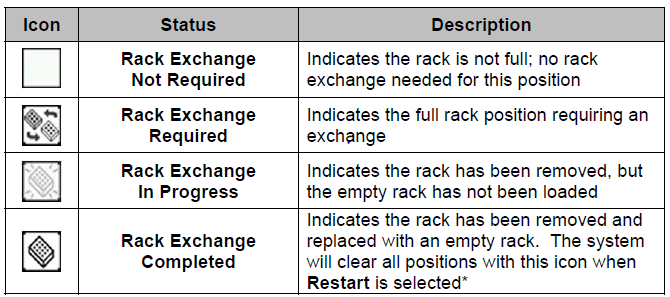 Icon Status Description
Rack Exchange
Not Required
Indicates the rack is not full; no rack
exchange needed for this position
Rack Exchange
Required
Indicates the full rack position requiring an
exchange
Rack Exchange
In Progress
Indicates the rack has been removed, but
the empty rack has not been loaded
Rack Exchange
Completed
Indicates the rack has been removed and
replaced with an empty rack. The system
will clear all positions with this icon when
Restart is selected*